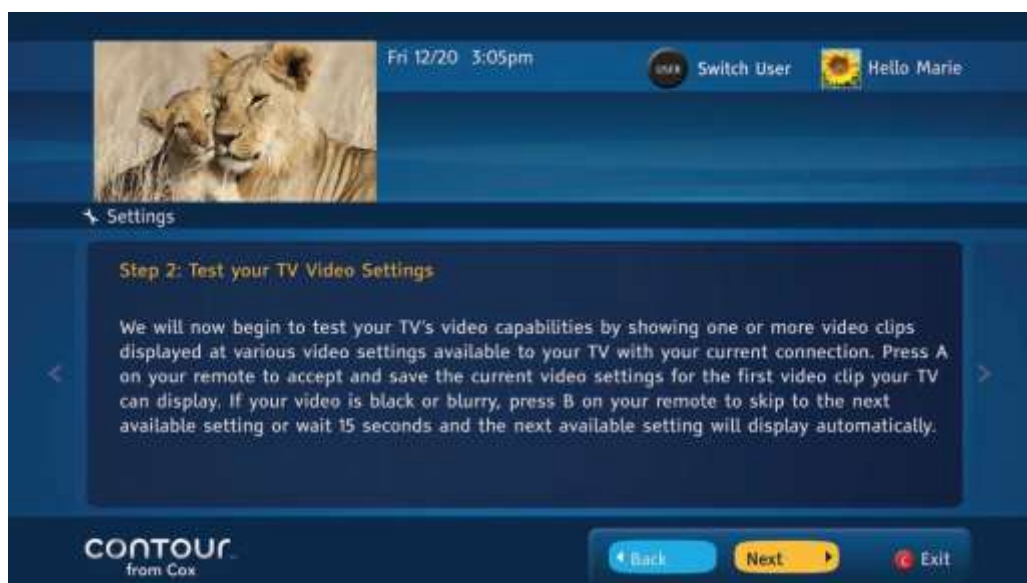 Fri 12/20 3:05pm
USER Switch User
Hello Marie
Settings
Step 2: Test your TV Video Settings
We will now begin to test your TV's video capabilities by showing one or more video clips
displayed at various video settings available to your TV with your current connection. Press A
on your remote to accept and save the current video settings for the first video clip your TV
can display. If your video is black or blurry, press B on your remote to skip to the next
available setting or wait 15 seconds and the next available setting will display automatically.
contour
from Cox
Back
Next
C Exit